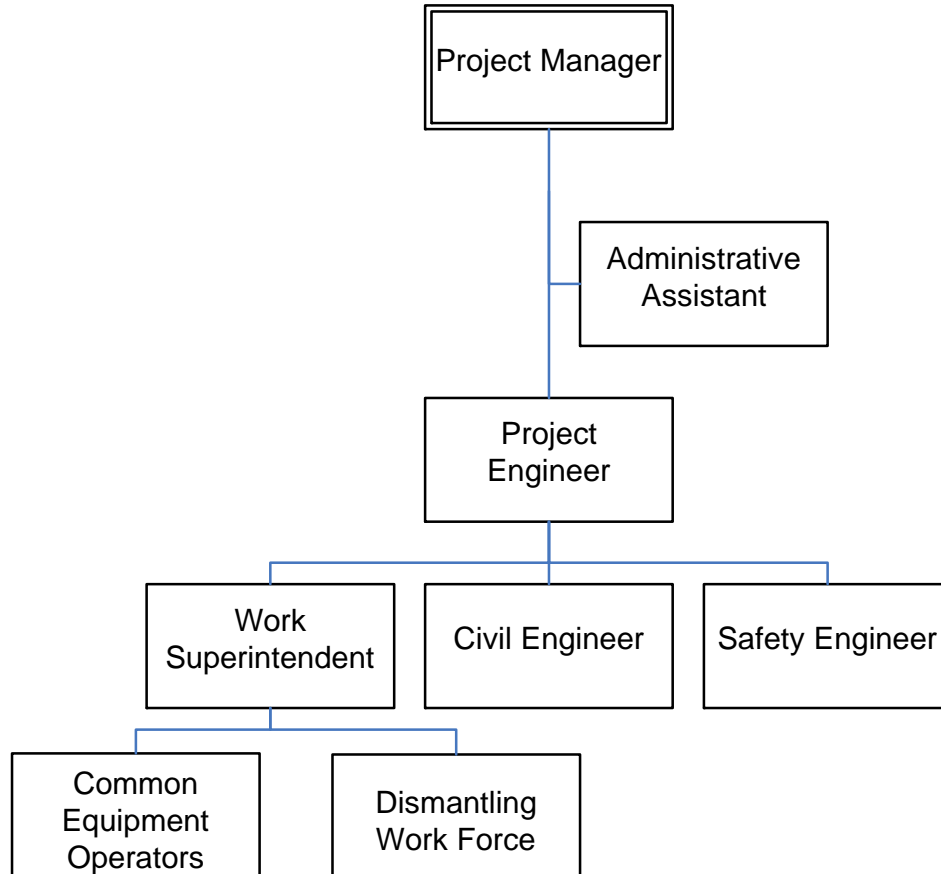 Project Manager
Administrative
Assistant
Project
Engineer
Work
Superintendent
Civil Engineer
Safety Engineer
Common
Equipment
Operators
Dismantling
Work Force